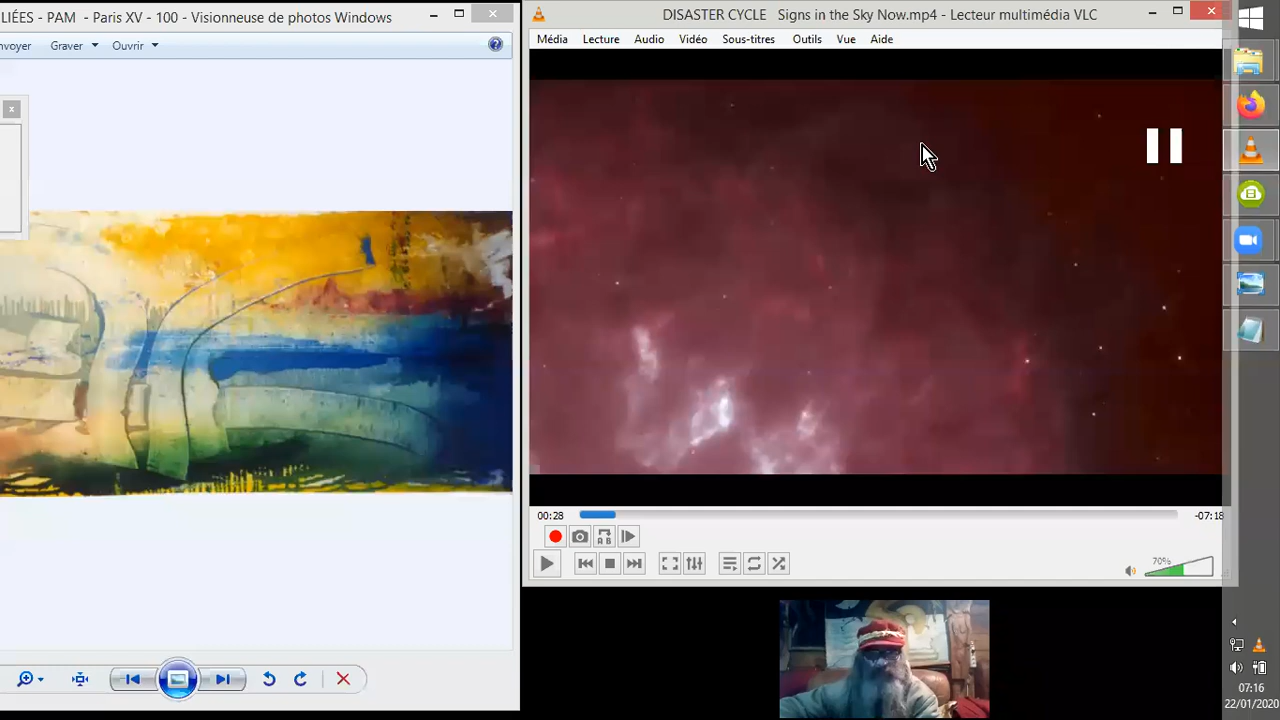 LIÉES - PAM - Paris XV - 100 - Visionneuse de photos Windows
nvoyer Graver Ouvrir
DISASTER CYCLE Signs in the Sky Now.mp4 - Lecteur multimédia VLC
Média Lecture Audio Vidéo Sous-titres Outils Vue Aide
00:28
-07:18
A B
70%
07:16
22/01/2020